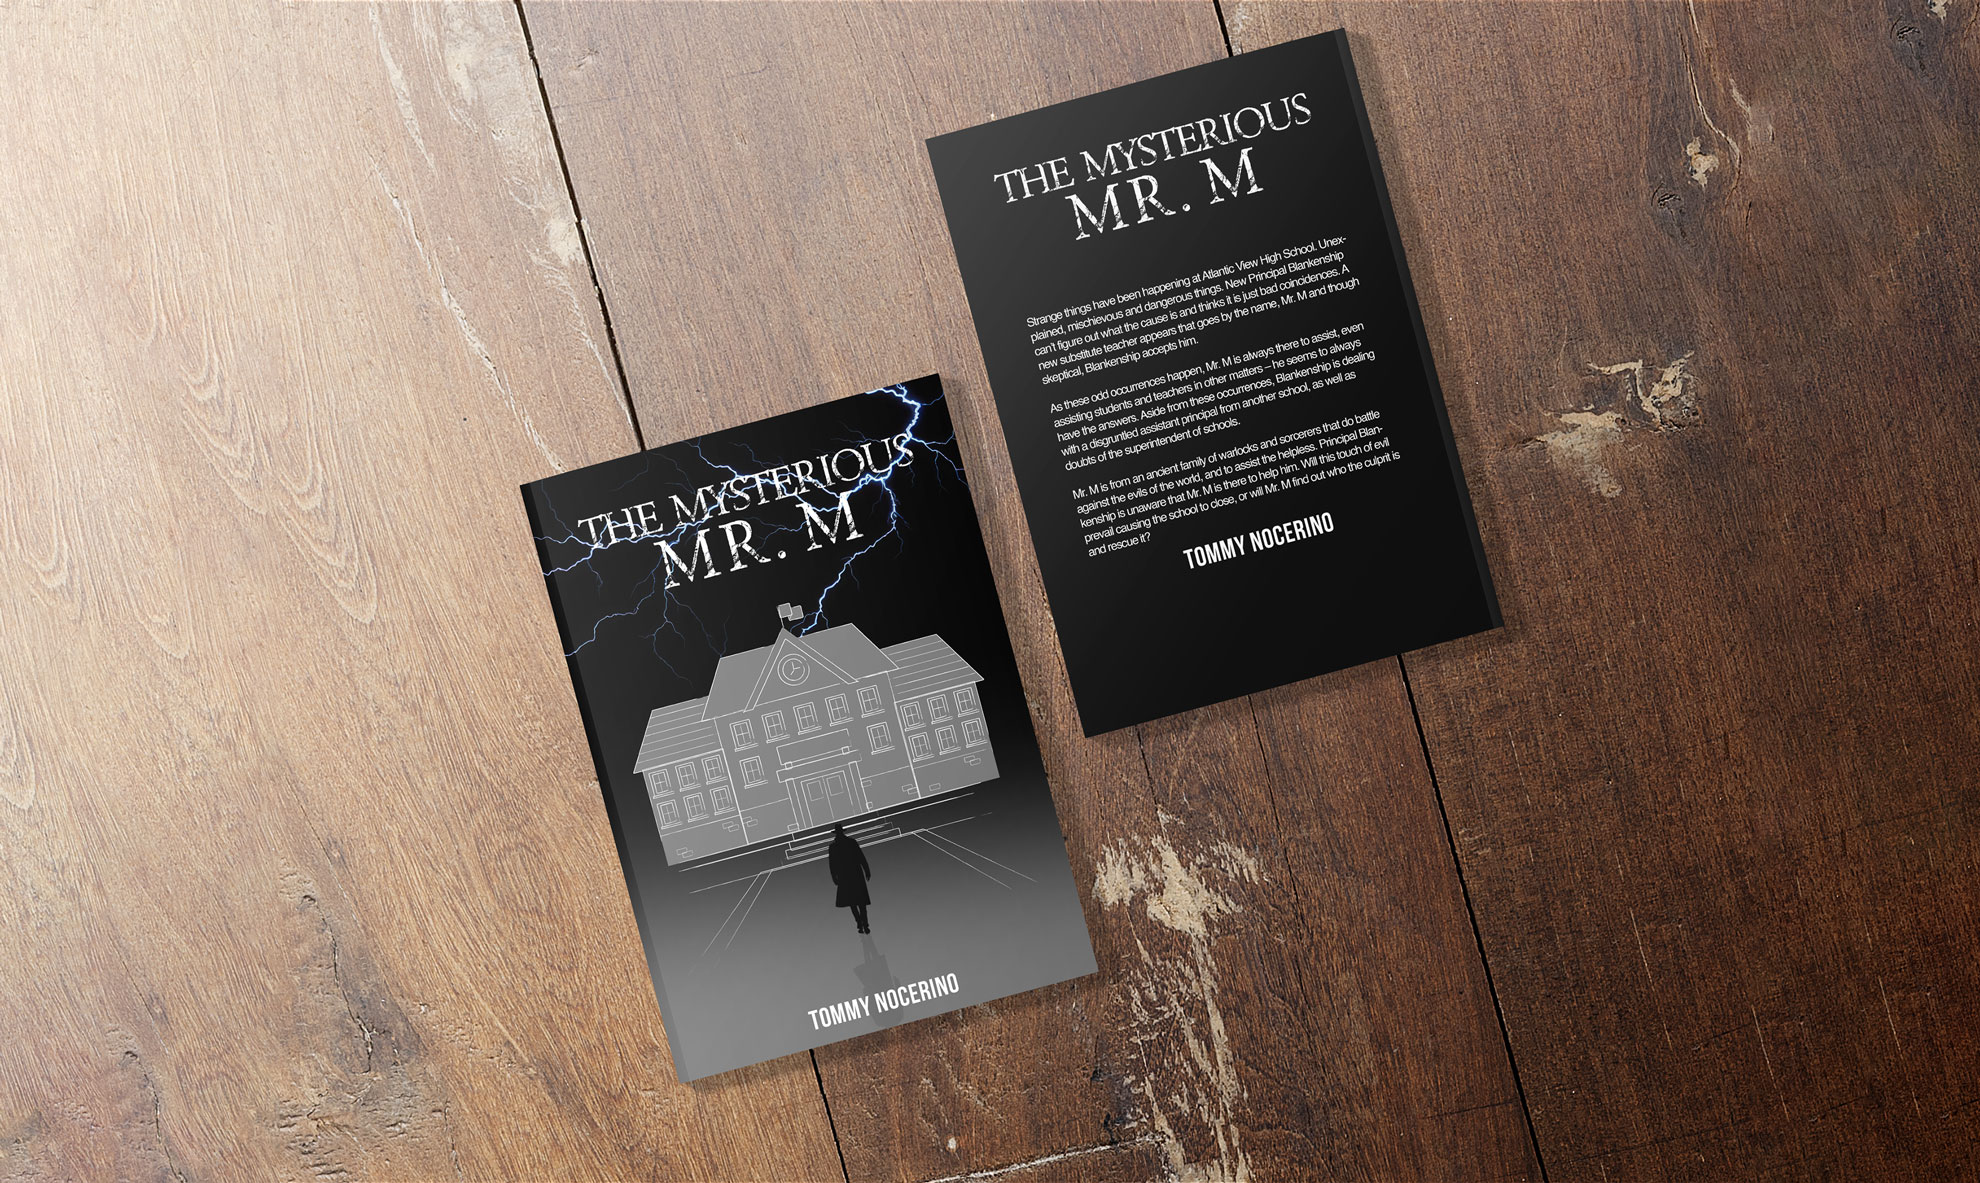 THE MYSTERIOUS
MR. M
TOMMY NOCERINO
THE MYSTERIOUS
MR. M
Strange things have been happening at Atlantic View High School. Unex-
plained, mischievous and dangerous things. New Principal Blankenship
can't figure out what the cause is and thinks it is just bad coincidences. A
new substitute teacher appears that goes by the name, Mr. M and though
skeptical, Blankenship accepts him.
As these odd occurrences happen, Mr. M is always there to assist, even
assisting students and teachers in other matters – he seems to always
have the answers. Aside from these occurrences, Blankenship is dealing
with a disgruntled assistant principal from another school, as well as
doubts of the superintendent of schools.
Mr. M is from an ancient family of warlocks and sorcerers that do battle
against the evils of the world, and to assist the helpless. Principal Blan-
kenship is unaware that Mr. M is there to help him. Will this touch of evil
prevail causing the school to close, or will Mr. M find out who the culprit is
and rescue it?
TOMMY NOCERINO